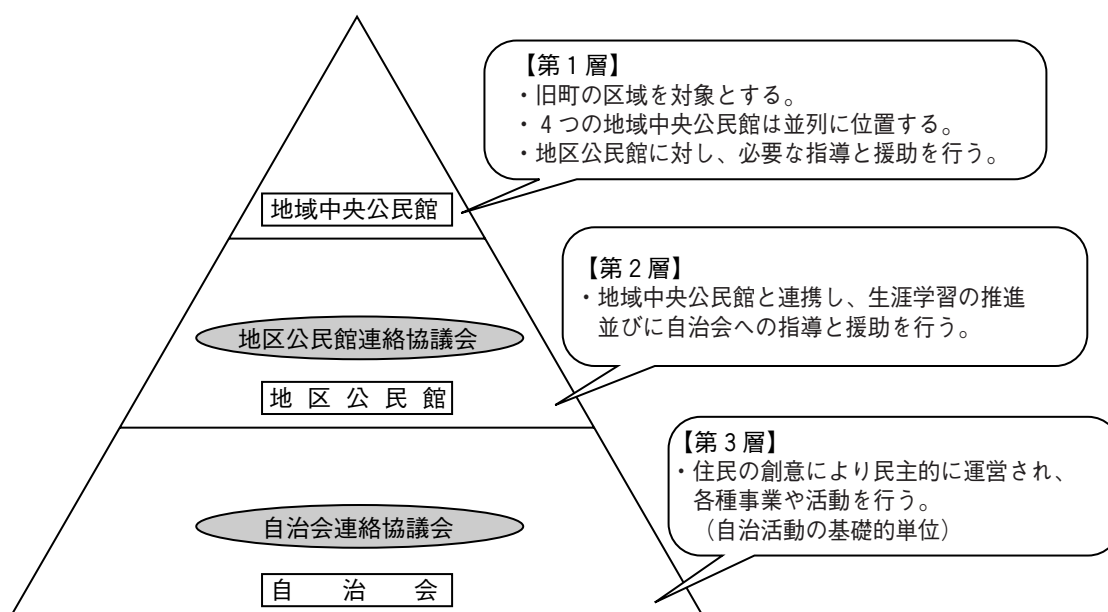 【第1層】
・旧町の区域を対象とする。
・4つの地域中央公民館は並列に位置する。
・地区公民館に対し、必要な指導と援助を行う。
地域中央公民館
【第2層】
・地域中央公民館と連携し、生涯学習の推進
並びに自治会への指導と援助を行う。
地区公民館連絡協議会
地区公民館
【第3層】
・住民の創意により民主的に運営され、
各種事業や活動を行う。
（自治活動の基礎的単位）
自治会連絡協議会
自治会